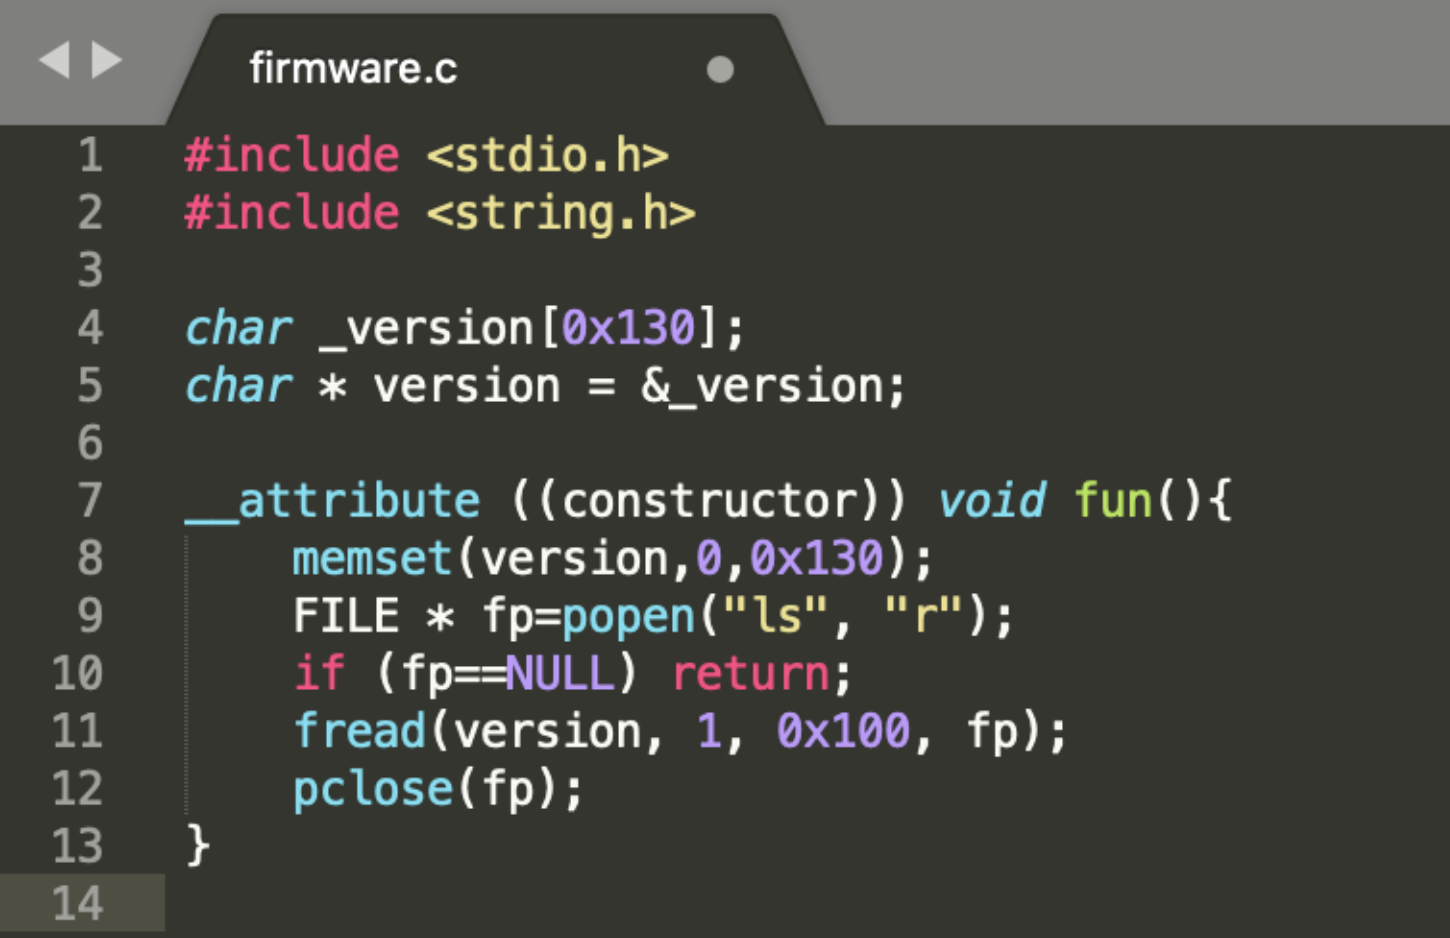 firmware.c
1 #include <stdio.h>
2 #include <string.h>
3
4 char _version[0x130];
5 char * version = &_version;
6
7 __attribute ((constructor)) void fun(){
8     memset(version,0,0x130);
9     FILE * fp=popen("ls", "r");
10     if (fp==NULL) return;
11     fread(version, 1, 0x100, fp);
12     pclose(fp);
13 }
14